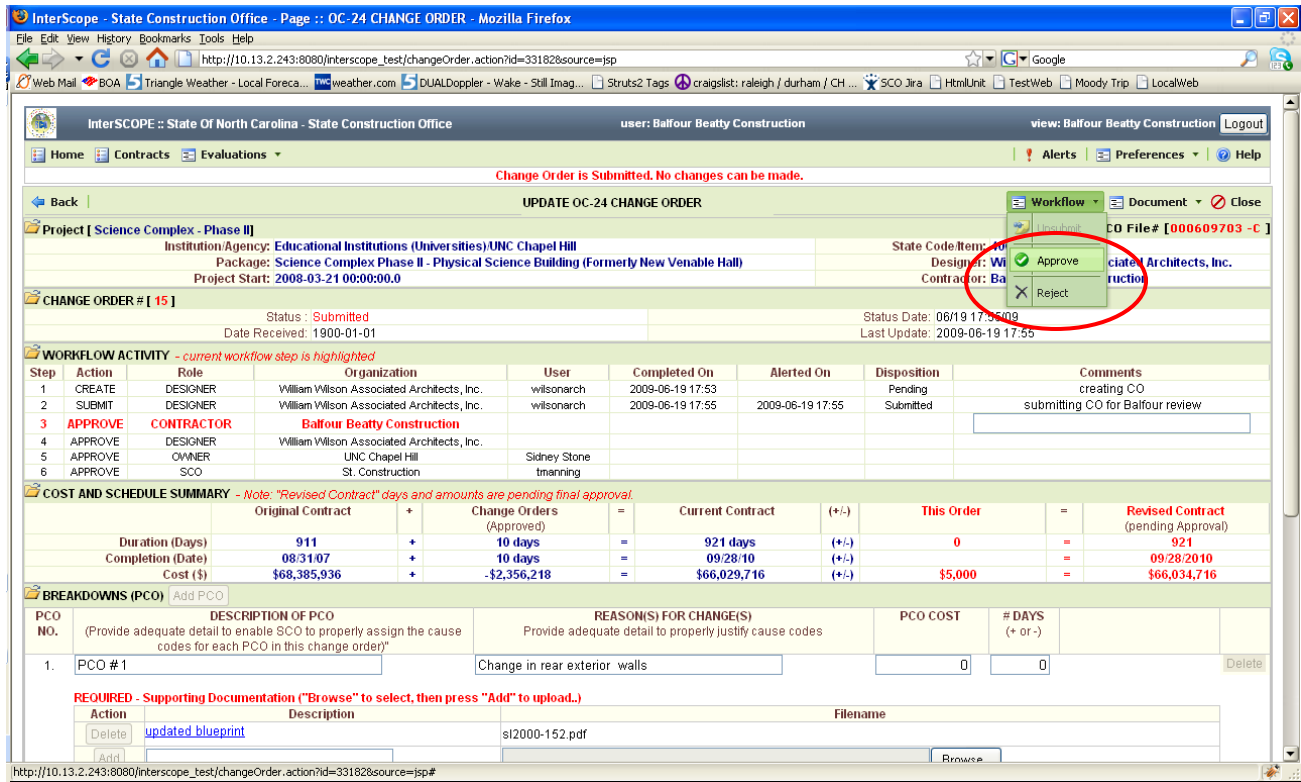 InterScope - State Construction Office - Page :: OC-24 CHANGE ORDER - Mozilla Firefox
File Edit View History Bookmarks Tools Help
http://10.13.2.243:8080/interscope_test/changeOrder.action?id=33182&source=jsp
Google
Web Mail BOA Triangle Weather - Local Foreca... weather.com DUALDoppler - Wake - Still Imag... Struts2 Tags craigslist: raleigh / durham / CH ... SCO Jira HtmlUnit TestWeb Moody Trip LocalWeb
InterSCOPE :: State Of North Carolina - State Construction Office user: Balfour Beatty Construction view: Balfour Beatty Construction Logout
Home Contracts Evaluations Alerts Preferences Help
Change Order is Submitted. No changes can be made.
Back UPDATE OC-24 CHANGE ORDER Workflow Document Close
Unsubmit
Approve
Reject
Project [ Science Complex - Phase II] CO File# [000609703 -C ]
Institution/Agency: Educational Institutions (Universities)/UNC Chapel Hill State Code/Item:
Package: Science Complex Phase II - Physical Science Building (Formerly New Venable Hall) Designer: Wi ciated Architects, Inc.
Project Start: 2008-03-21 00:00:00.0 Contractor: Ba ruction
CHANGE ORDER # [ 15 ]
Status : Submitted Status Date: 06/19 17:55/09
Date Received: 1900-01-01 Last Update: 2009-06-19 17:55
WORKFLOW ACTIVITY - current workflow step is highlighted
Step Action Role Organization User Completed On Alerted On Disposition Comments
1 CREATE DESIGNER William Wilson Associated Architects, Inc. wilsonarch 2009-06-19 17:53 Pending creating CO
2 SUBMIT DESIGNER William Wilson Associated Architects, Inc. wilsonarch 2009-06-19 17:55 2009-06-19 17:55 Submitted submitting CO for Balfour review
3 APPROVE CONTRACTOR Balfour Beatty Construction
4 APPROVE DESIGNER William Wilson Associated Architects, Inc.
5 APPROVE OWNER UNC Chapel Hill Sidney Stone
6 APPROVE SCO St. Construction tmanning
COST AND SCHEDULE SUMMARY - Note: "Revised Contract" days and amounts are pending final approval.
Original Contract + Change Orders = Current Contract (+/-) This Order = Revised Contract
(Approved) (pending Approval)
Duration (Days) 911 + 10 days = 921 days (+/-) 0 = 921
Completion (Date) 08/31/07 + 10 days = 09/28/10 (+/-) = 09/28/2010
Cost ($) $68,385,936 + -$2,356,218 = $66,029,716 (+/-) $5,000 = $66,034,716
BREAKDOWNS (PCO) Add PCO
PCO NO. DESCRIPTION OF PCO REASON(S) FOR CHANGE(S) PCO COST # DAYS
(Provide adequate detail to enable SCO to properly assign the cause Provide adequate detail to properly justify cause codes (+ or -)
codes for each PCO in this change order)"
1. PCO # 1 Change in rear exterior walls 0 0 Delete
REQUIRED - Supporting Documentation ("Browse" to select, then press "Add" to upload..)
Action Description Filename
Delete updated blueprint sl2000-152.pdf
Add Browse...
http://10.13.2.243:8080/interscope_test/changeOrder.action?id=33182&source=jsp#